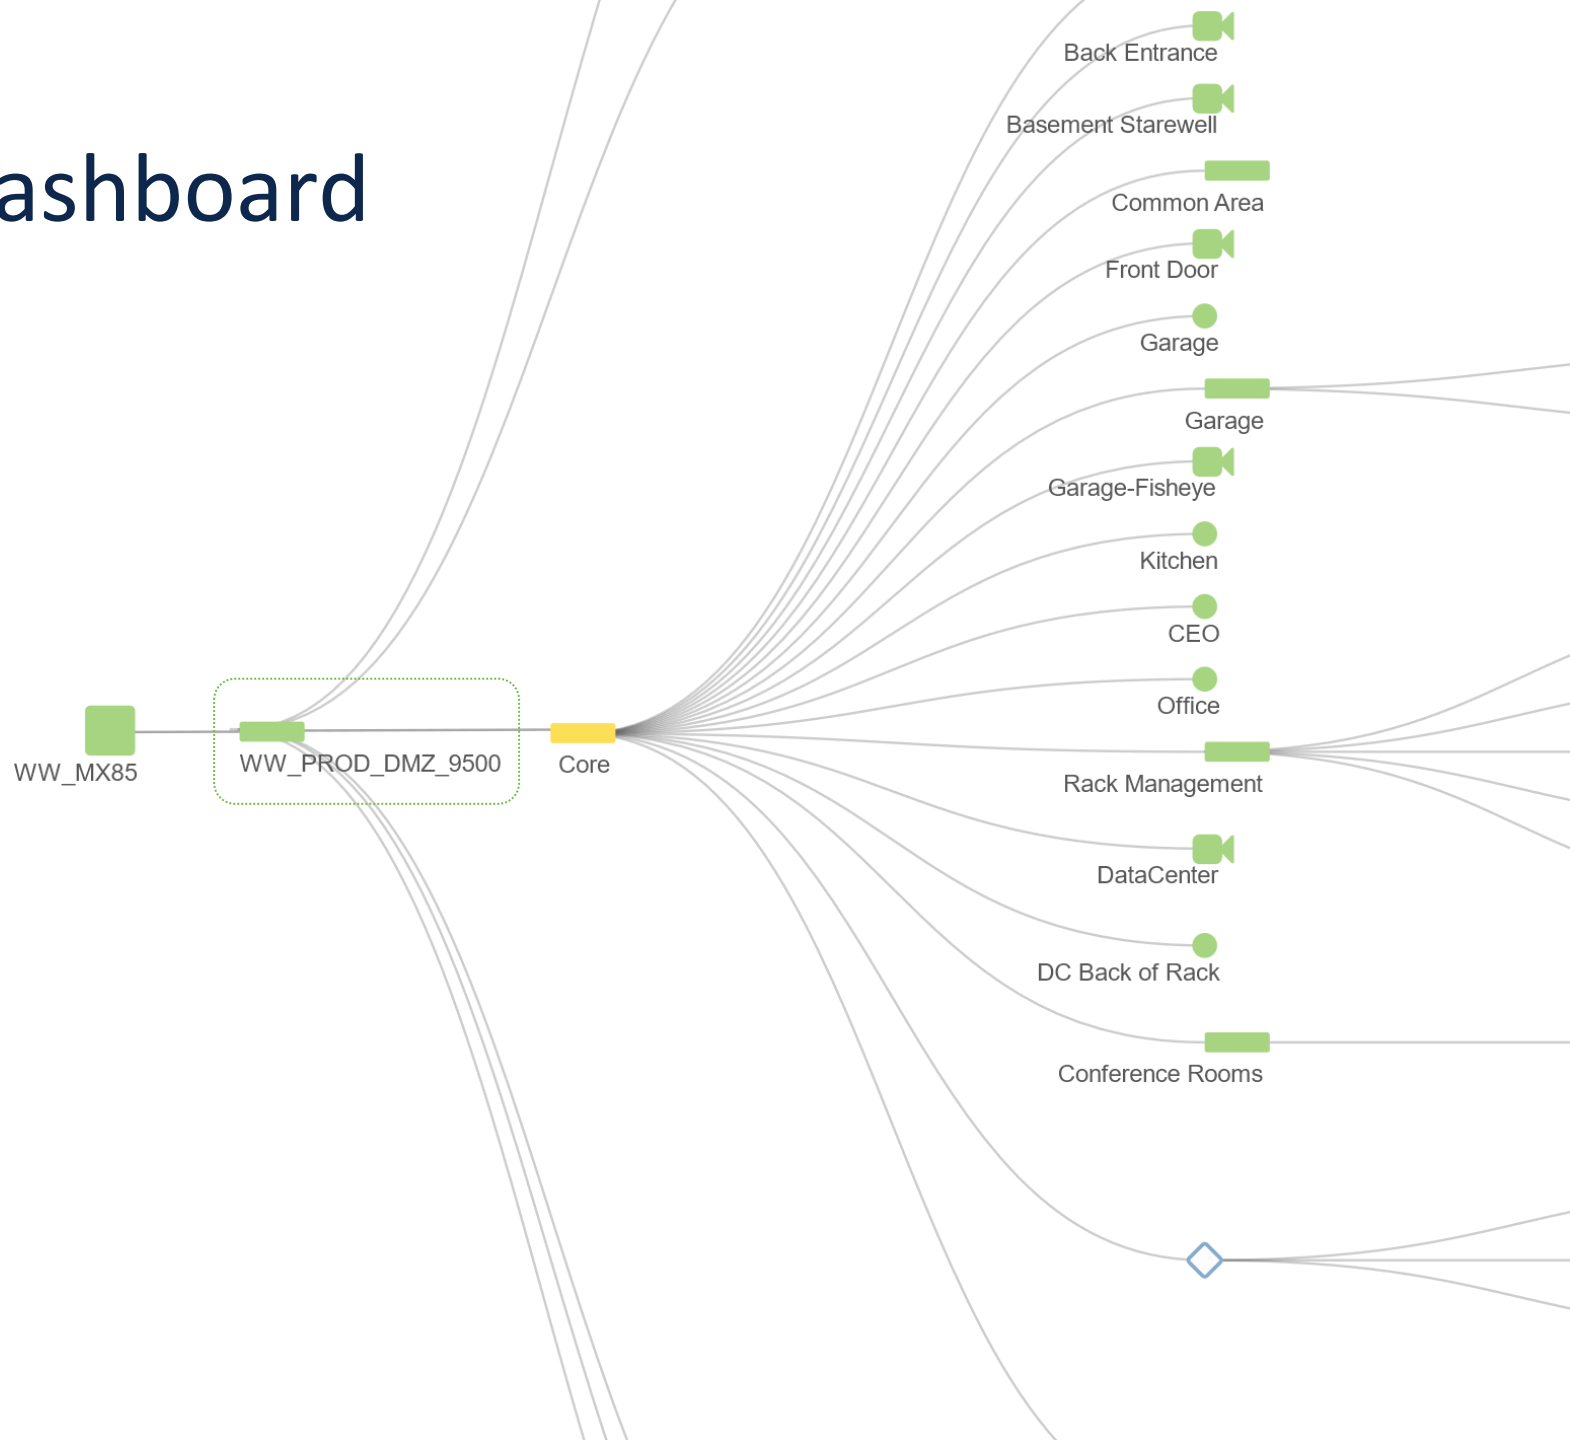 ashboard
Back Entrance
Basement Starewell
Common Area
Front Door
Garage
Garage
Garage-Fisheye
Kitchen
CEO
Office
WW_MX85
WW_PROD_DMZ_9500
Core
Rack Management
DataCenter
DC Back of Rack
Conference Rooms